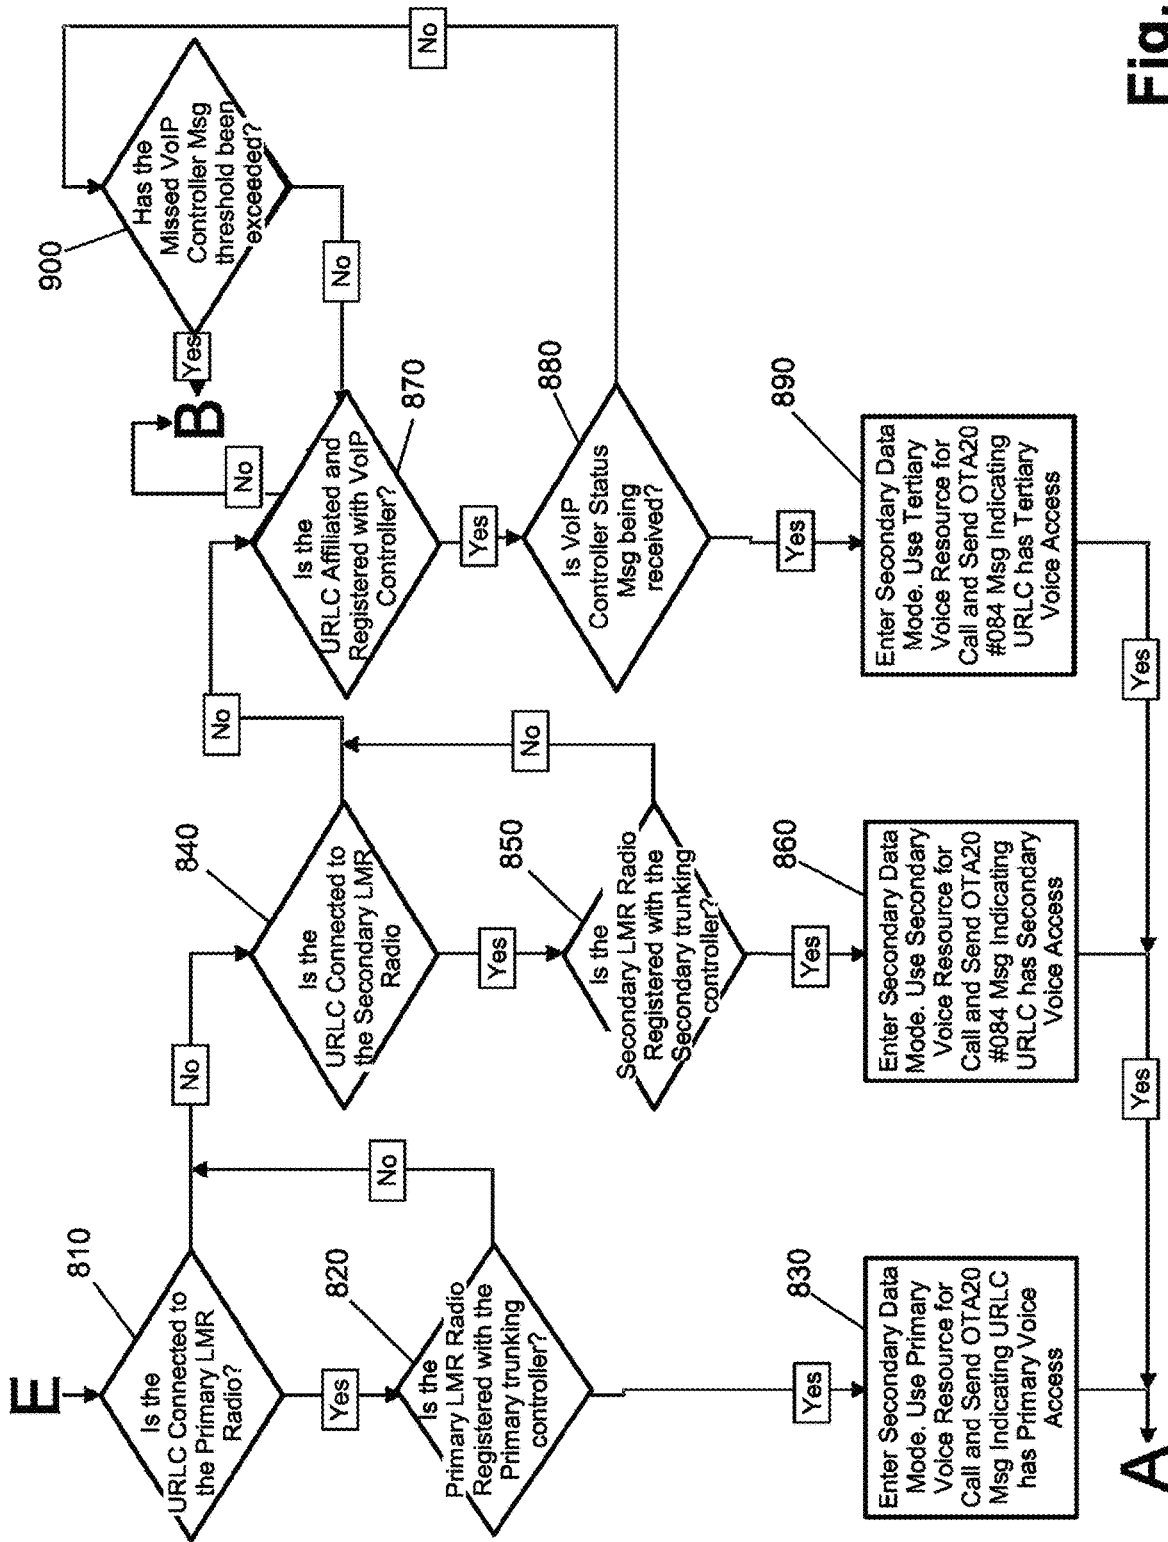 E
810
Is the
URLC Connected to
the Primary LMR
Radio?
Yes
No
820
Is the
Primary LMR Radio
Registered with the
Primary trunking
controller?
No
Yes
830
Enter Secondary Data
Mode. Use Primary
Voice Resource for
Call and Send OTA20
Msg Indicating URLC
has Primary Voice
Access
A
No
840
Is the
URLC Connected to
the Secondary LMR
Radio
Yes
850
Is the
Secondary LMR Radio
Registered with the
Secondary trunking
controller?
No
Yes
860
Enter Secondary Data
Mode. Use Secondary
Voice Resource for
Call and Send OTA20
#084 Msg Indicating
URLC has Secondary
Voice Access
Yes
870
Is the
URLC Affiliated and
Registered with VoIP
Controller?
No
B
Yes
880
Is VoIP
Controller Status
Msg being
received?
Yes
890
Enter Secondary Data
Mode. Use Tertiary
Voice Resource for
Call and Send OTA20
#084 Msg Indicating
URLC has Tertiary
Voice Access
Yes
900
Has the
Missed VoIP
Controller Msg
threshold been
exceeded?
Yes
No
No
Fig.